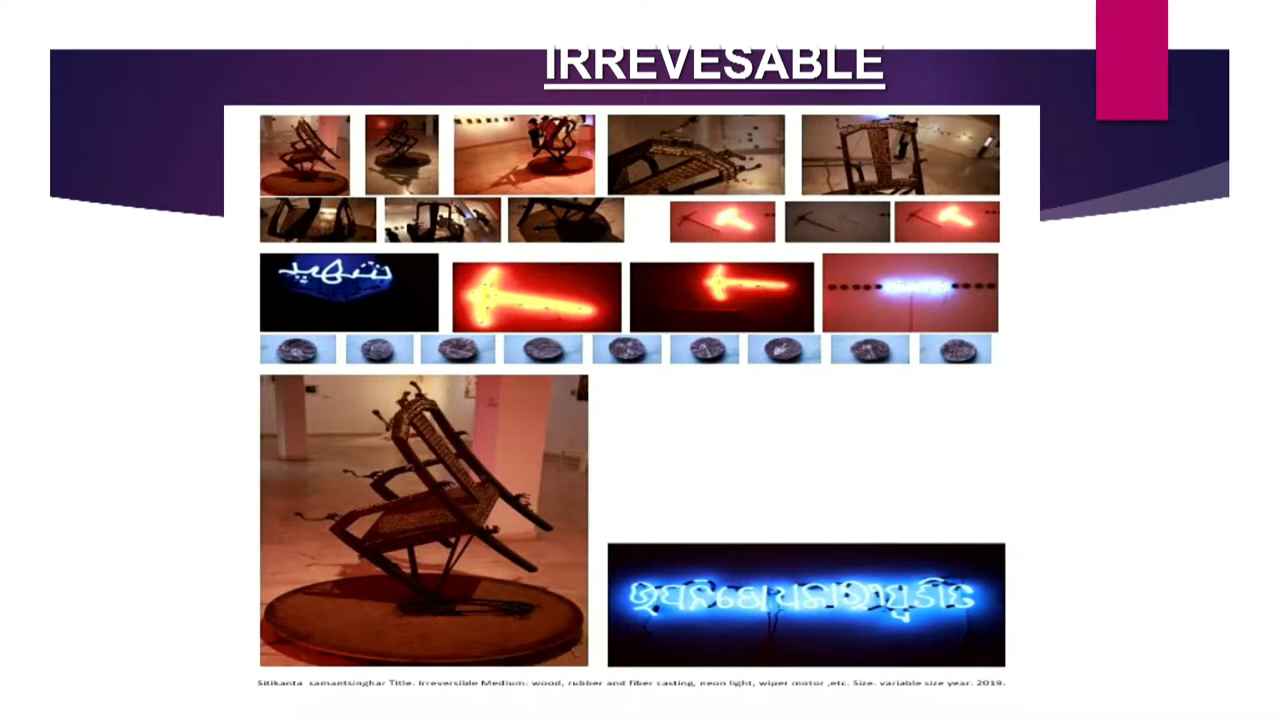 IRREVESABLE
شهید
Sitikanta samantsinghar Title. Irreversible Medium: wood, rubber and fiber casting, neon light, wiper motor ,etc. Size. variable size year. 2019.